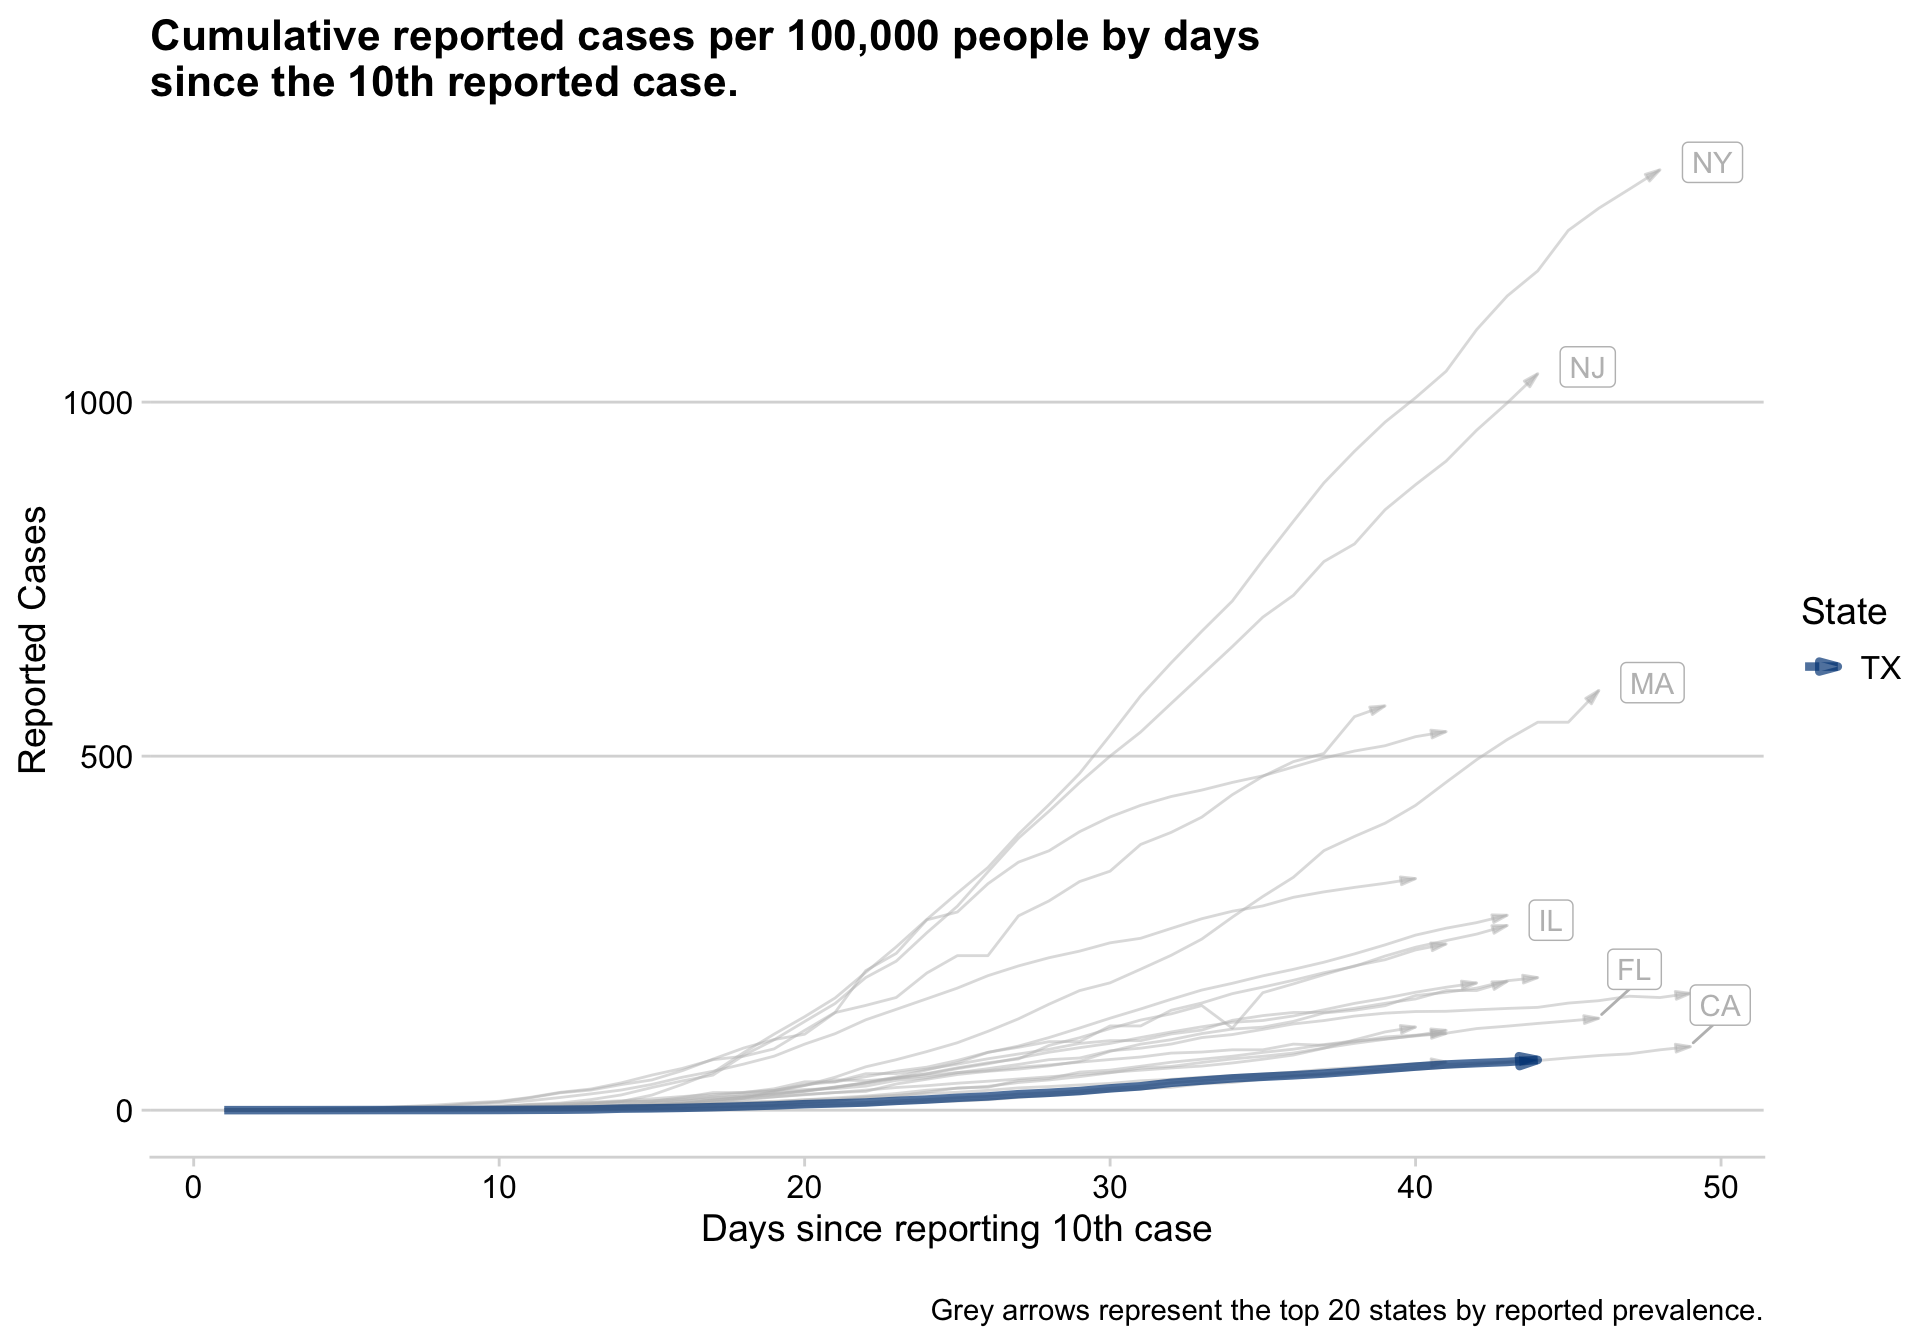 Cumulative reported cases per 100,000 people by days
since the 10th reported case.
NY
NJ
1000
Reported Cases
State
TX
MA
500
IL
FL
CA
0
0 10 20 30 40 50
Days since reporting 10th case
Grey arrows represent the top 20 states by reported prevalence.